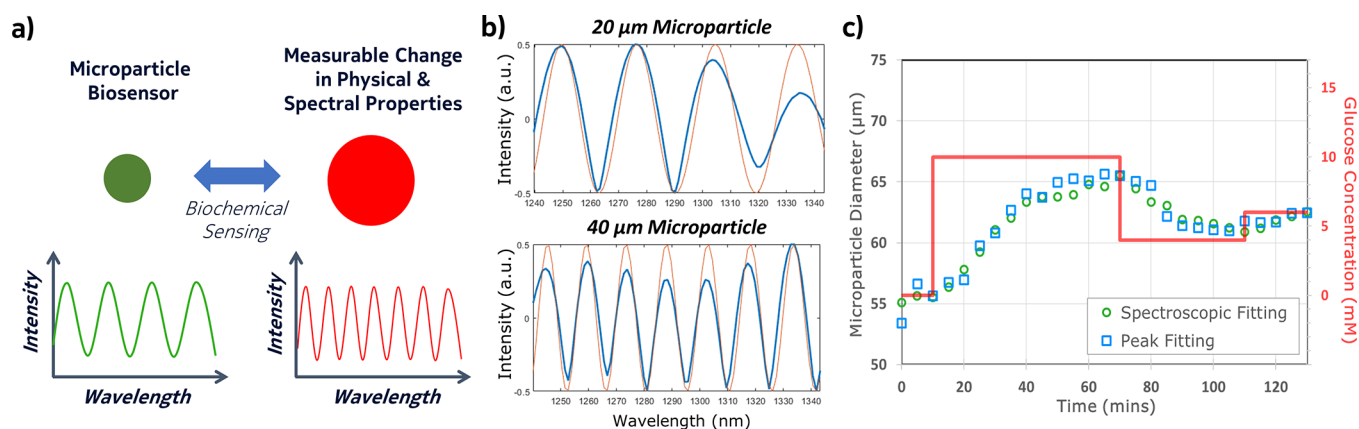 a)
Microparticle
Biosensor
Measurable Change
in Physical &
Spectral Properties
Biochemical
Sensing
Intensity
Wavelength
Intensity
Wavelength
b)
20 µm Microparticle
Intensity (a.u.)
0.5
0
-0.5
1240 1250 1260 1270 1280 1290 1300 1310 1320 1330 1340
40 µm Microparticle
Intensity (a.u.)
0.5
0
-0.5
1250 1260 1270 1280 1290 1300 1310 1320 1330 1340
Wavelength (nm)
c)
Microparticle Diameter (µm)
75
70
65
60
55
50
0 20 40 60 80 100 120
Time (mins)
15
10
5
0
Glucose Concentration (mM)
Spectroscopic Fitting
Peak Fitting